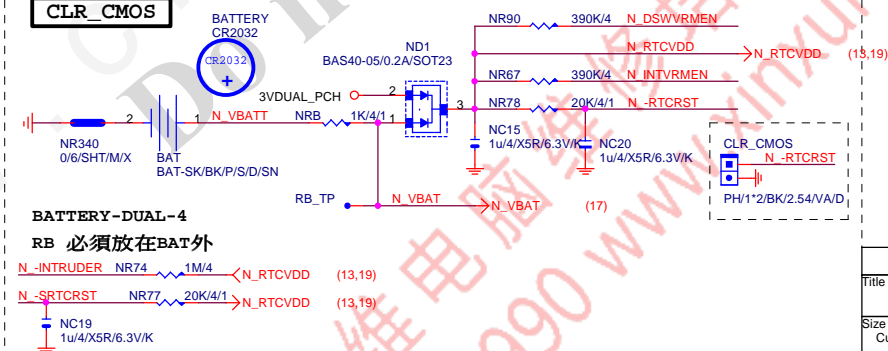 CLR_CMOS
BATTERY
CR2032
CR2032
+
NR340
0/6/SHT/M/X
2
1
BAT
BAT-SK/BK/P/S/D/SN
N_VBATT
NRB
1K/4/1
3VDUAL_PCH
2
1
3
ND1
BAS40-05/0.2A/SOT23
NR90
390K/4
N_DSWVRMEN
N_RTCVDD
N_RTCVDD
(13,19)
NR67
390K/4
N_INTVRMEN
NR78
20K/4/1
N_-RTCRST
NC15
1u/4/X5R/6.3V/K
NC20
1u/4/X5R/6.3V/K
CLR_CMOS
N_-RTCRST
PH/1*2/BK/2.54/VA/D
RB_TP
N_VBAT
N_VBAT
(17)
BATTERY-DUAL-4
RB 必須放在BAT外
N_-INTRUDER
NR74
1M/4
N_RTCVDD
(13,19)
N_-SRTCRST
NR77
20K/4/1
N_RTCVDD
(13,19)
NC19
1u/4/X5R/6.3V/K
Title
Size